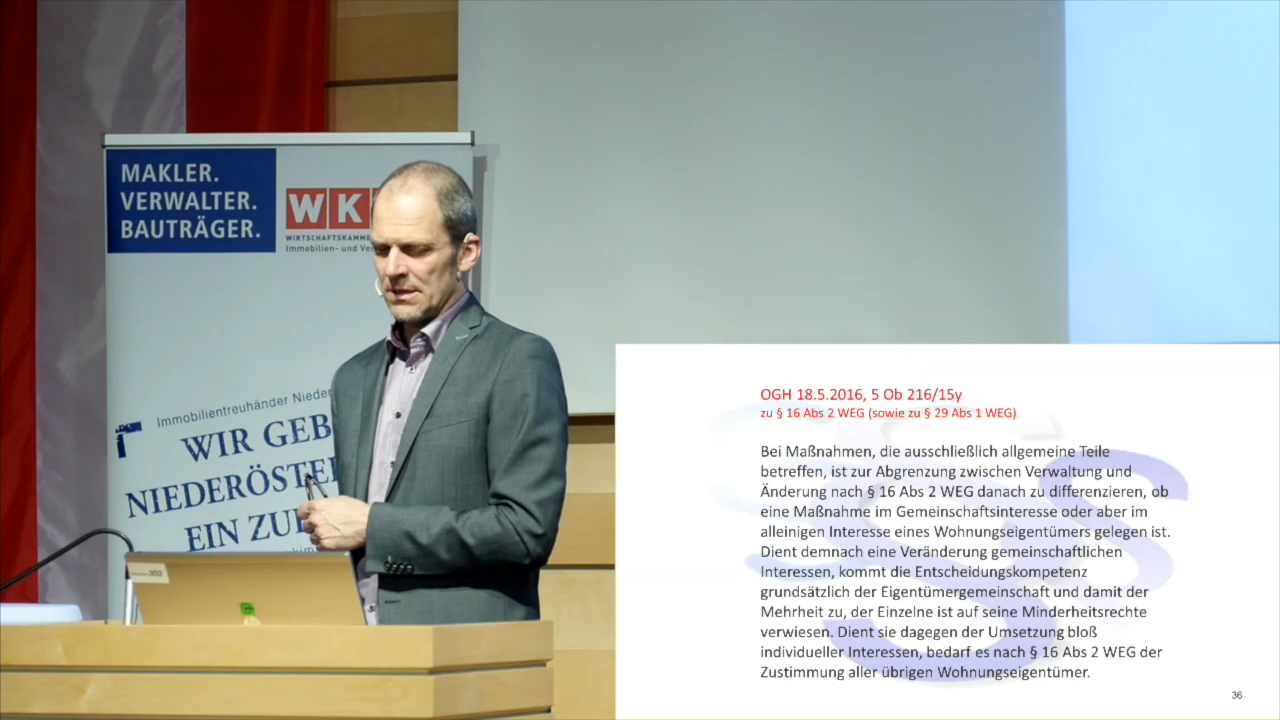 MAKLER.
VERWALTER.
BAUTRÄGER.
WK
WIRTSCHAFTSKAMME
Immobilien- und Ve
Immobilientreuhänder Nieder
WIR GEB
NIEDERÖSTE
EIN ZU
OGH 18.5.2016, 5 Ob 216/15y
zu § 16 Abs 2 WEG (sowie zu § 29 Abs 1 WEG)
Bei Maßnahmen, die ausschließlich allgemeine Teile
betreffen, ist zur Abgrenzung zwischen Verwaltung und
Änderung nach § 16 Abs 2 WEG danach zu differenzieren, ob
eine Maßnahme im Gemeinschaftsinteresse oder aber im
alleinigen Interesse eines Wohnungseigentümers gelegen ist.
Dient demnach eine Veränderung gemeinschaftlichen
Interessen, kommt die Entscheidungskompetenz
grundsätzlich der Eigentümergemeinschaft und damit der
Mehrheit zu, der Einzelne ist auf seine Minderheitsrechte
verwiesen. Dient sie dagegen der Umsetzung bloß
individueller Interessen, bedarf es nach § 16 Abs 2 WEG der
Zustimmung aller übrigen Wohnungseigentümer.
36